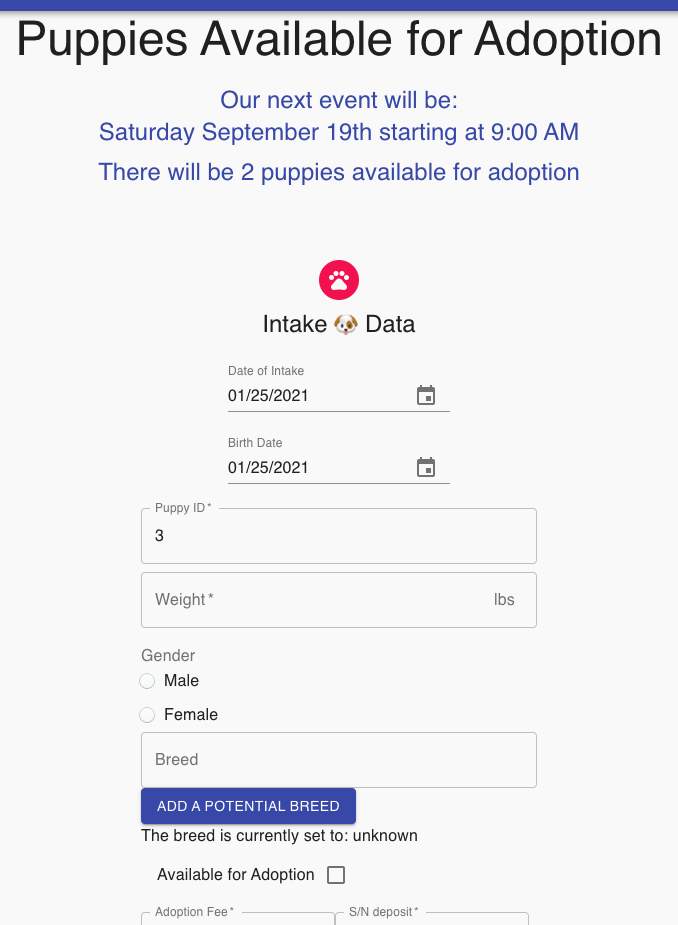 Puppies Available for Adoption
Our next event will be:
Saturday September 19th starting at 9:00 AM
There will be 2 puppies available for adoption
Intake 🐶 Data
Date of Intake
01/25/2021
Birth Date
01/25/2021
Puppy ID *
3
Weight * lbs
Gender
Male
Female
Breed
ADD A POTENTIAL BREED
The breed is currently set to: unknown
Available for Adoption
Adoption Fee * S/N deposit *